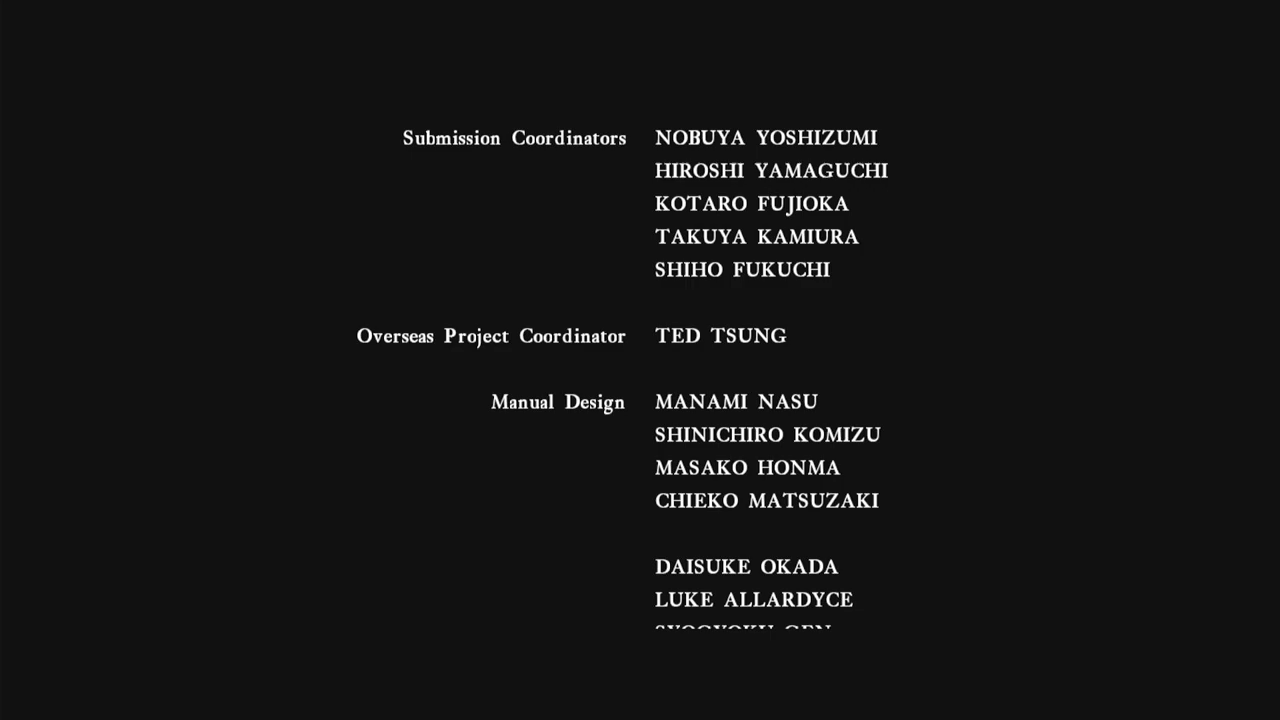 Submission Coordinators NOBUYA YOSHIZUMI
HIROSHI YAMAGUCHI
KOTARO FUJIOKA
TAKUYA KAMIURA
SHIHO FUKUCHI
Overseas Project Coordinator TED TSUNG
Manual Design MANAMI NASU
SHINICHIRO KOMIZU
MASAKO HONMA
CHIEKO MATSUZAKI
DAISUKE OKADA
LUKE ALLARDYCE